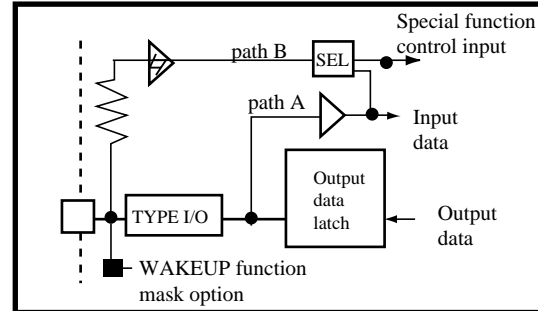 Special function
control input
path B
SEL
path A
Input
data
TYPE I/O
Output
data
latch
Output
data
WAKEUP function
mask option